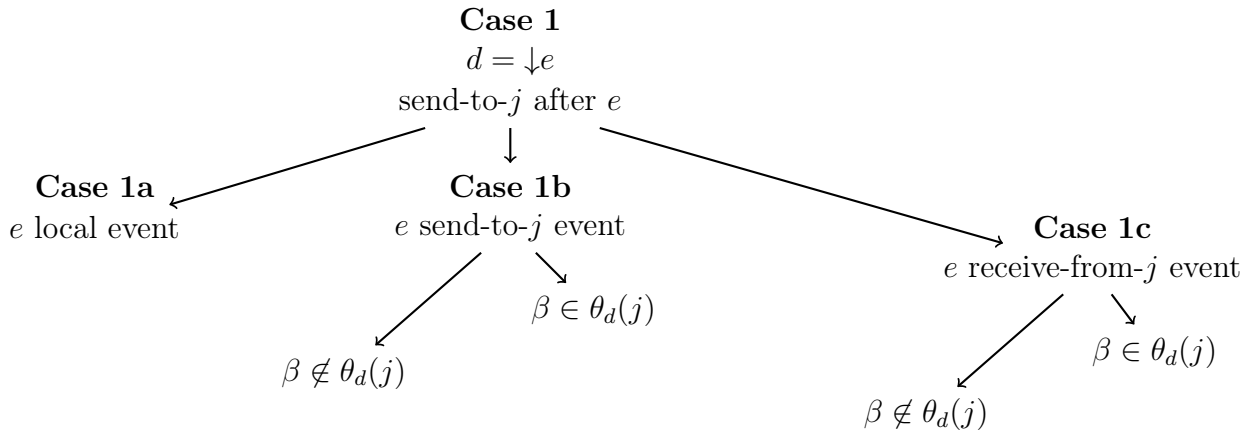 Case 1
d = ↓e
send-to-j after e
Case 1a
e local event
Case 1b
e send-to-j event
Case 1c
e receive-from-j event
β ∉ θ_d(j)
β ∈ θ_d(j)
β ∉ θ_d(j)
β ∈ θ_d(j)